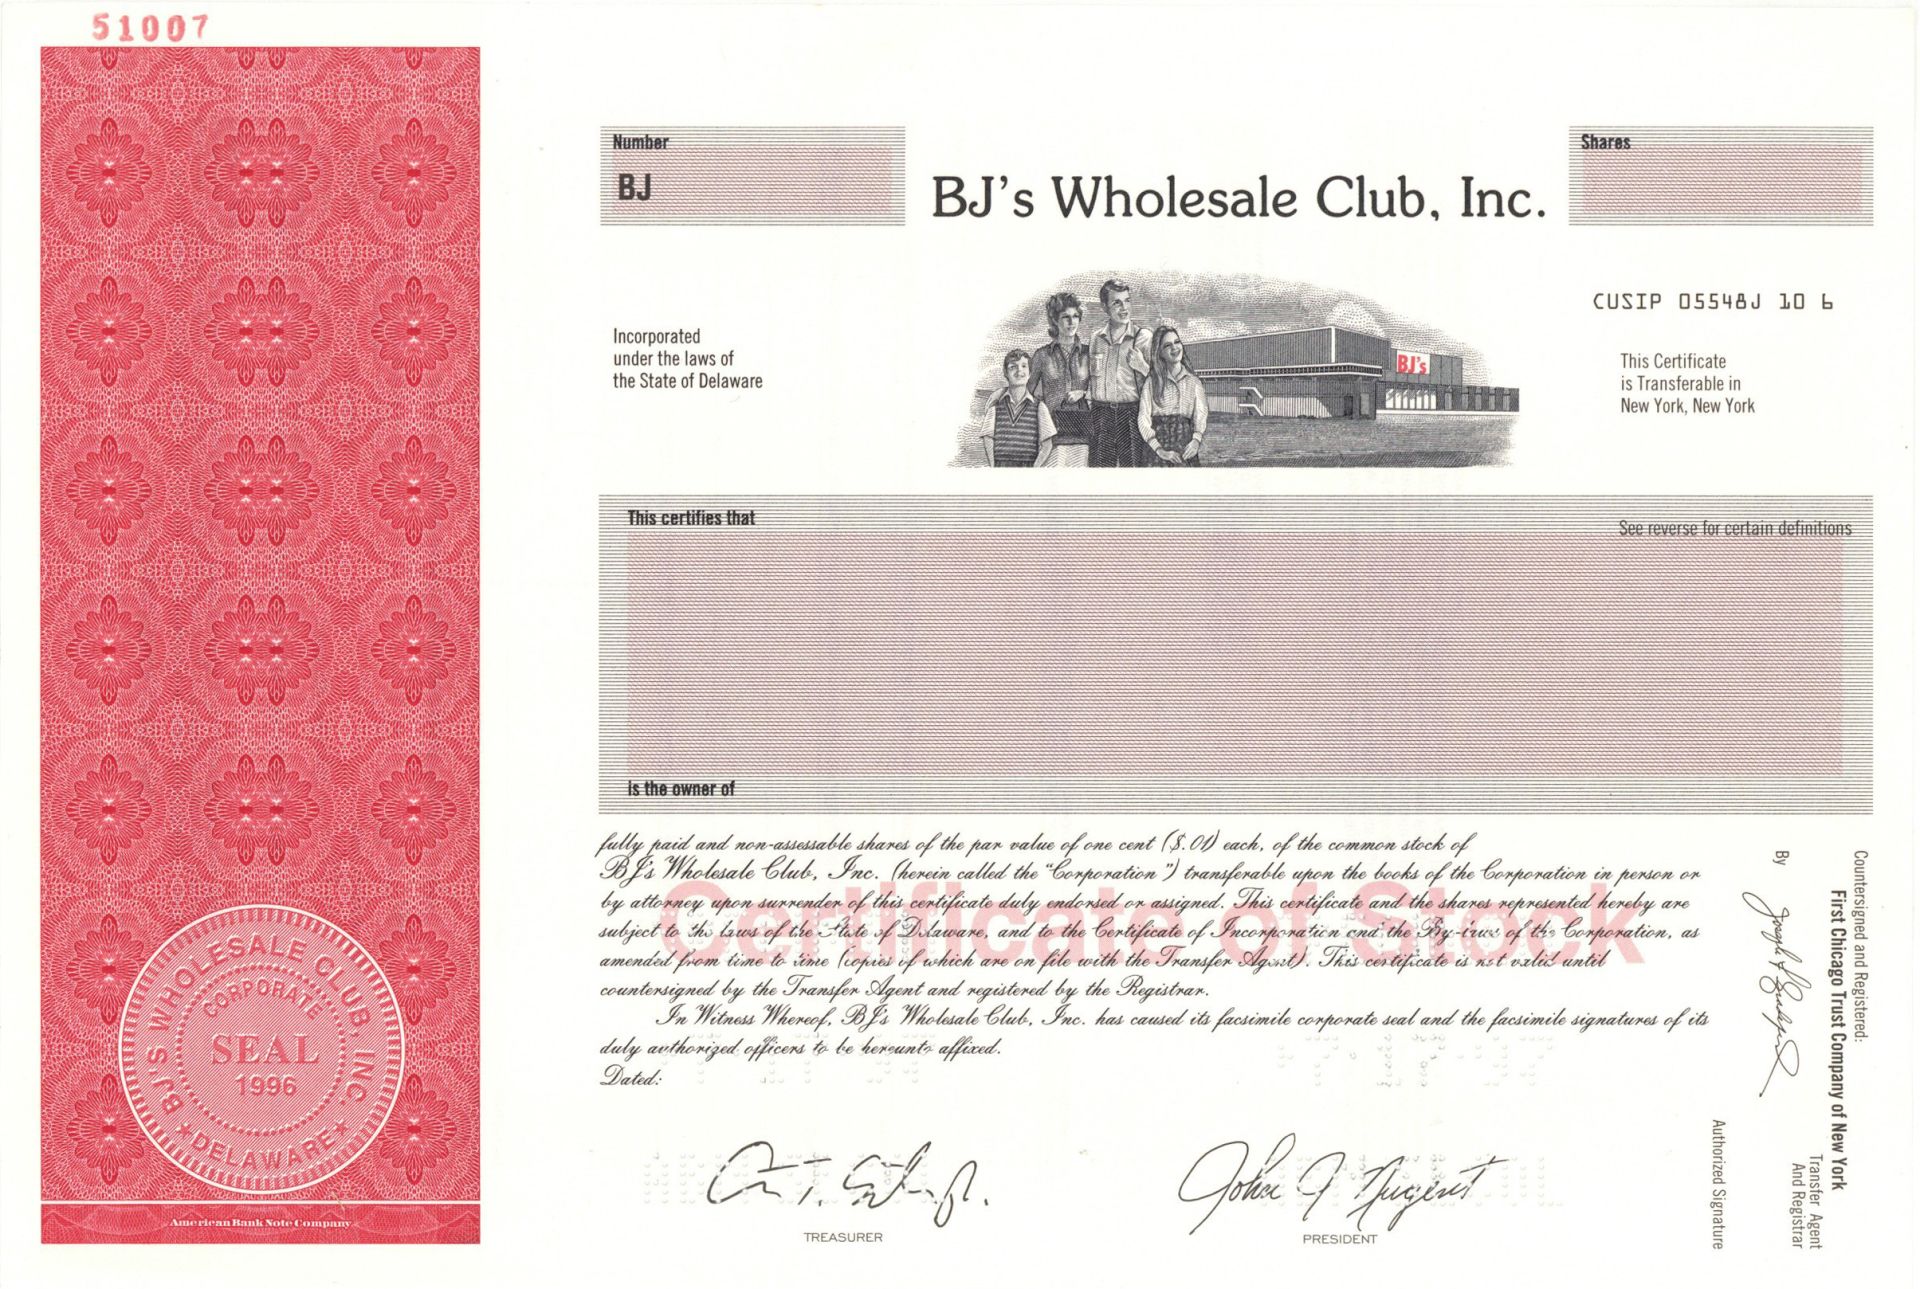 51007
Number
BJ
BJ's Wholesale Club, Inc.
Shares
Incorporated
under the laws of
the State of Delaware
BJ's
CUSIP 05548J 10 6
This Certificate
is Transferable in
New York, New York
This certifies that
See reverse for certain definitions
is the owner of
Certificate of Stock
fully paid and non-assessable shares of the par value of one cent ($.01) each, of the common stock of
BJ's Wholesale Club, Inc. (herein called the "Corporation") transferable upon the books of the Corporation in person or
by attorney upon surrender of this certificate duly endorsed or assigned. This certificate and the shares represented hereby are
subject to the laws of the State of Delaware, and to the Certificate of Incorporation and the By-laws of the Corporation, as
amended from time to time (copies of which are on file with the Transfer Agent). This certificate is not valid until
countersigned by the Transfer Agent and registered by the Registrar.
In Witness Whereof, BJ's Wholesale Club, Inc. has caused its facsimile corporate seal and the facsimile signatures of its
duly authorized officers to be hereunto affixed.
Dated:
TREASURER
John J Nugent
PRESIDENT
Countersigned and Registered:
First Chicago Trust Company of New York
Transfer Agent
And Registrar
By
Authorized Signature
BJ'S WHOLESALE CLUB, INC.
CORPORATE
SEAL
1996
★DELAWARE★
American Bank Note Company